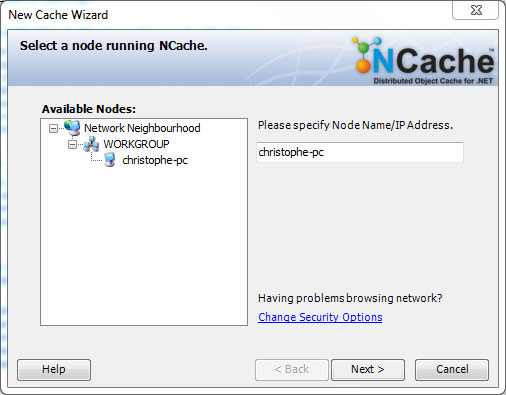 New Cache Wizard
Select a node running NCache.
NCache™
Distributed Object Cache for .NET
Available Nodes:
Network Neighbourhood
WORKGROUP
christophe-pc
Please specify Node Name/IP Address.
christophe-pc
Having problems browsing network?
Change Security Options
Help
< Back
Next >
Cancel